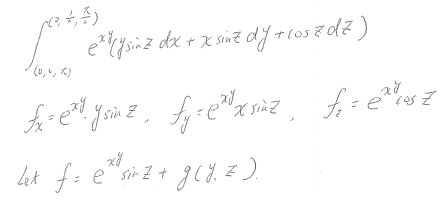 ∫_{(0,0,π)}^{(3,1/2,π/2)} e^{xy}(y sin z dx + x sin z dy + cos z dz)
f_x = e^{xy}. y sin z, f_y = e^{xy} x sin z, f_z = e^{xy} cos z
Let f = e^{xy} sin z + g(y, z).